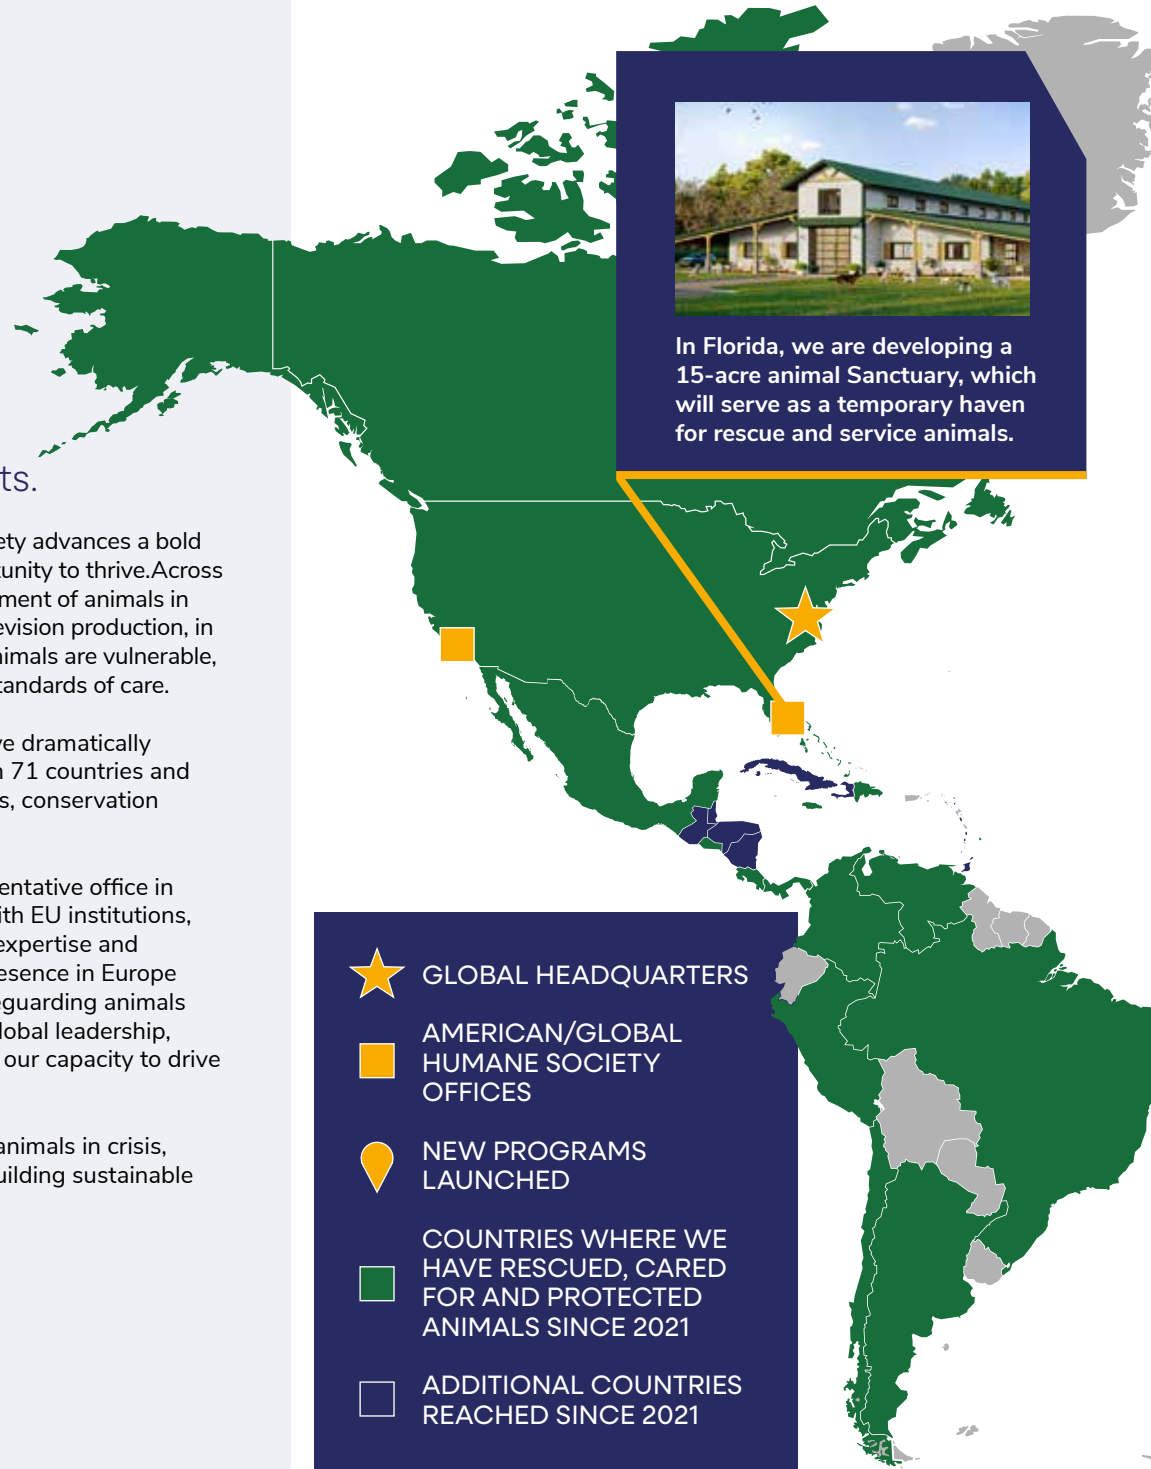 ts.
ety advances a bold
tunity to thrive.Across
ment of animals in
evision production, in
nimals are vulnerable,
tandards of care.
ve dramatically
n 71 countries and
s, conservation
entative office in
ith EU institutions,
expertise and
esence in Europe
eguarding animals
lobal leadership,
our capacity to drive
animals in crisis,
uilding sustainable
In Florida, we are developing a
15-acre animal Sanctuary, which
will serve as a temporary haven
for rescue and service animals.
GLOBAL HEADQUARTERS
AMERICAN/GLOBAL
HUMANE SOCIETY
OFFICES
NEW PROGRAMS
LAUNCHED
COUNTRIES WHERE WE
HAVE RESCUED, CARED
FOR AND PROTECTED
ANIMALS SINCE 2021
ADDITIONAL COUNTRIES
REACHED SINCE 2021